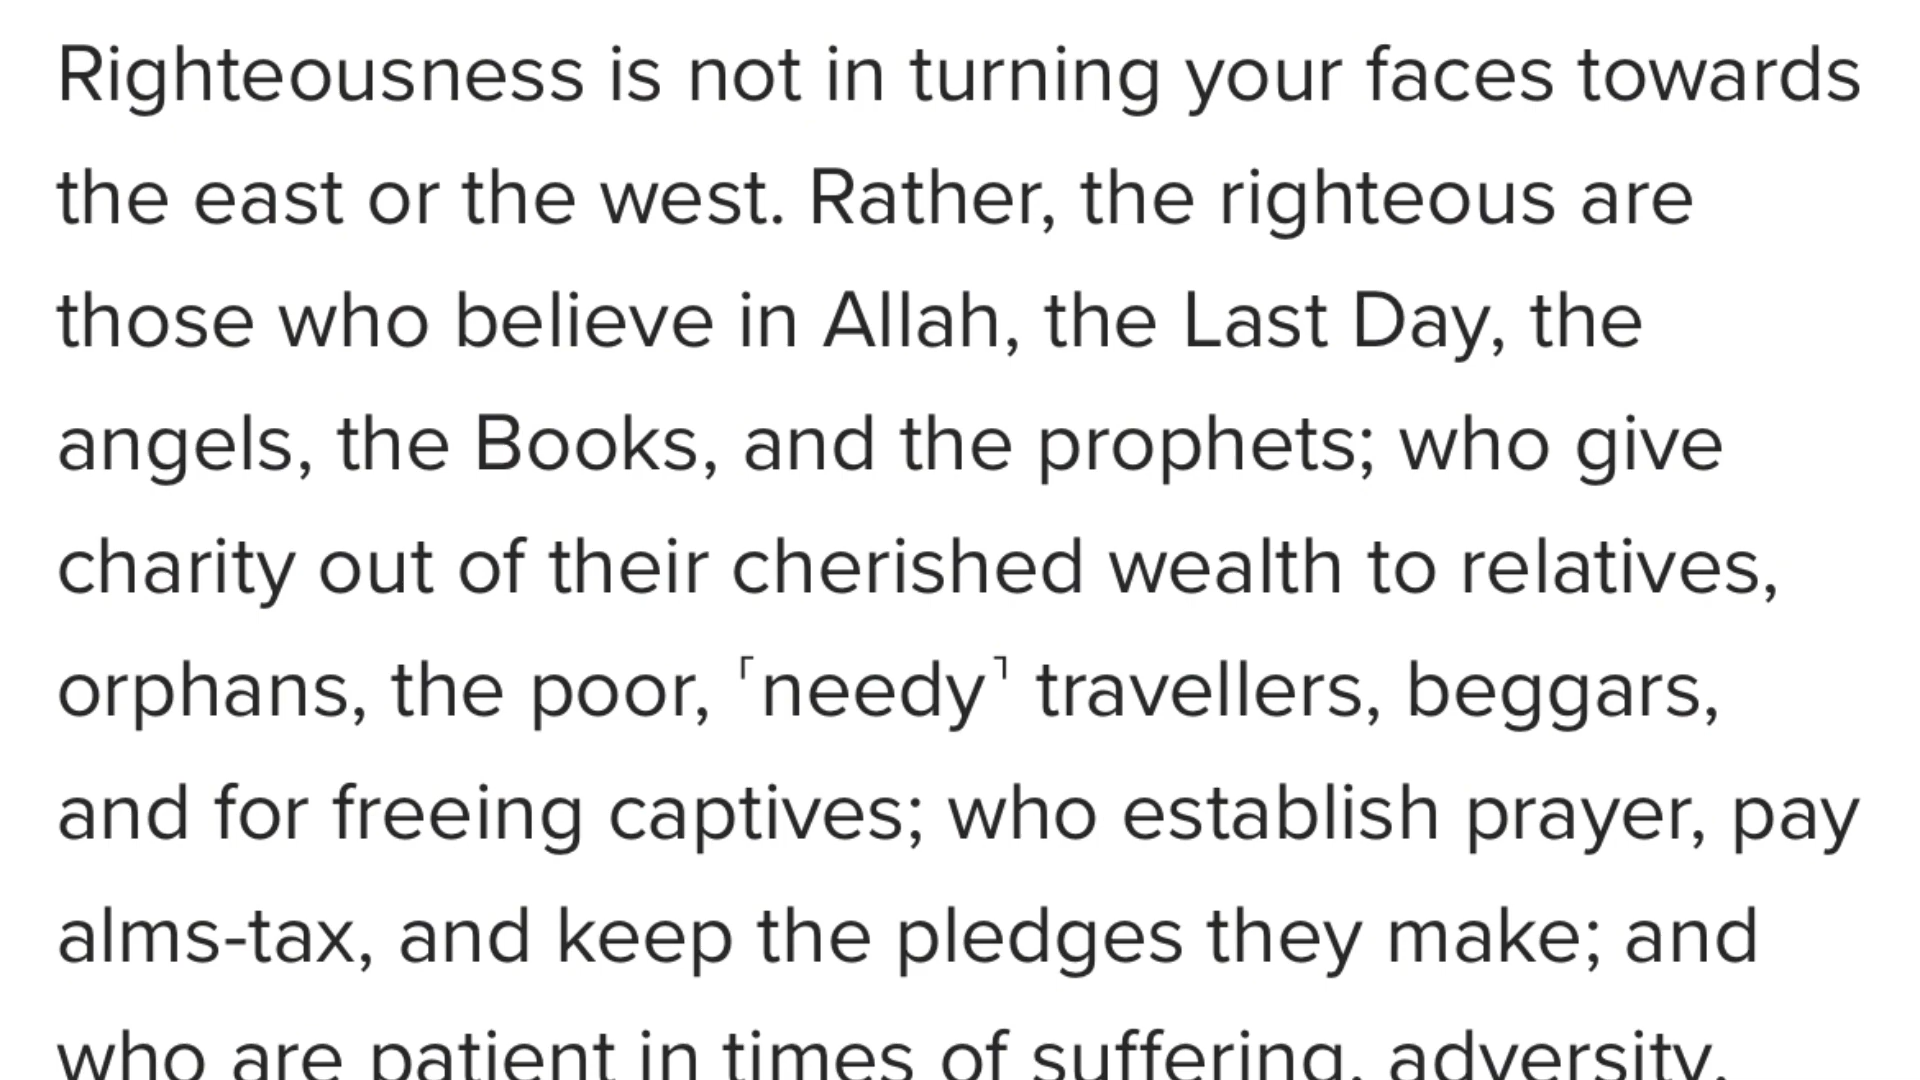 Righteousness is not in turning your faces towards
the east or the west. Rather, the righteous are
those who believe in Allah, the Last Day, the
angels, the Books, and the prophets; who give
charity out of their cherished wealth to relatives,
orphans, the poor, ˹needy˺ travellers, beggars,
and for freeing captives; who establish prayer, pay
alms-tax, and keep the pledges they make; and
who are patient in times of suffering, adversity,